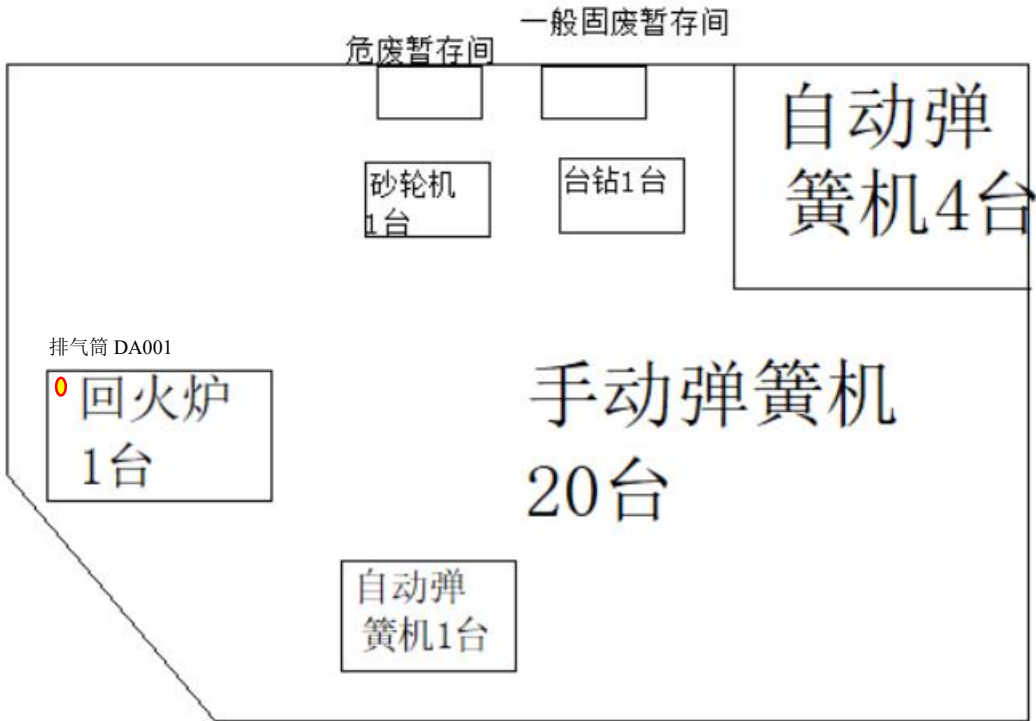 一般固废暂存间
危废暂存间
自动弹
簧机4台
砂轮机
1台
台钻1台
排气筒 DA001
回火炉
1台
手动弹簧机
20台
自动弹
簧机1台